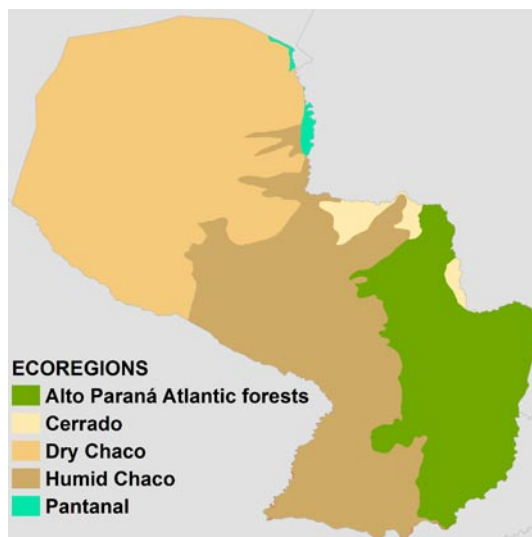 ECOREGIONS
Alto Paraná Atlantic forests
Cerrado
Dry Chaco
Humid Chaco
Pantanal